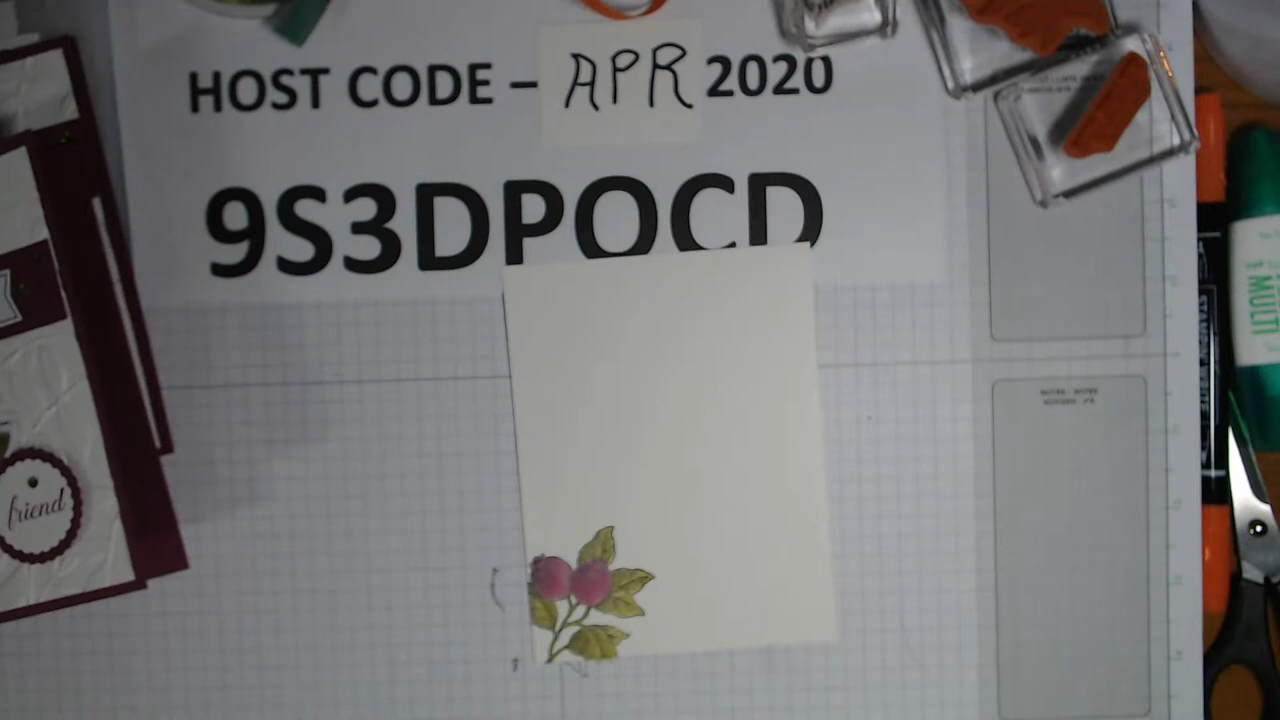 HOST CODE – APR 2020
9S3DPOCD
friend
MULTI